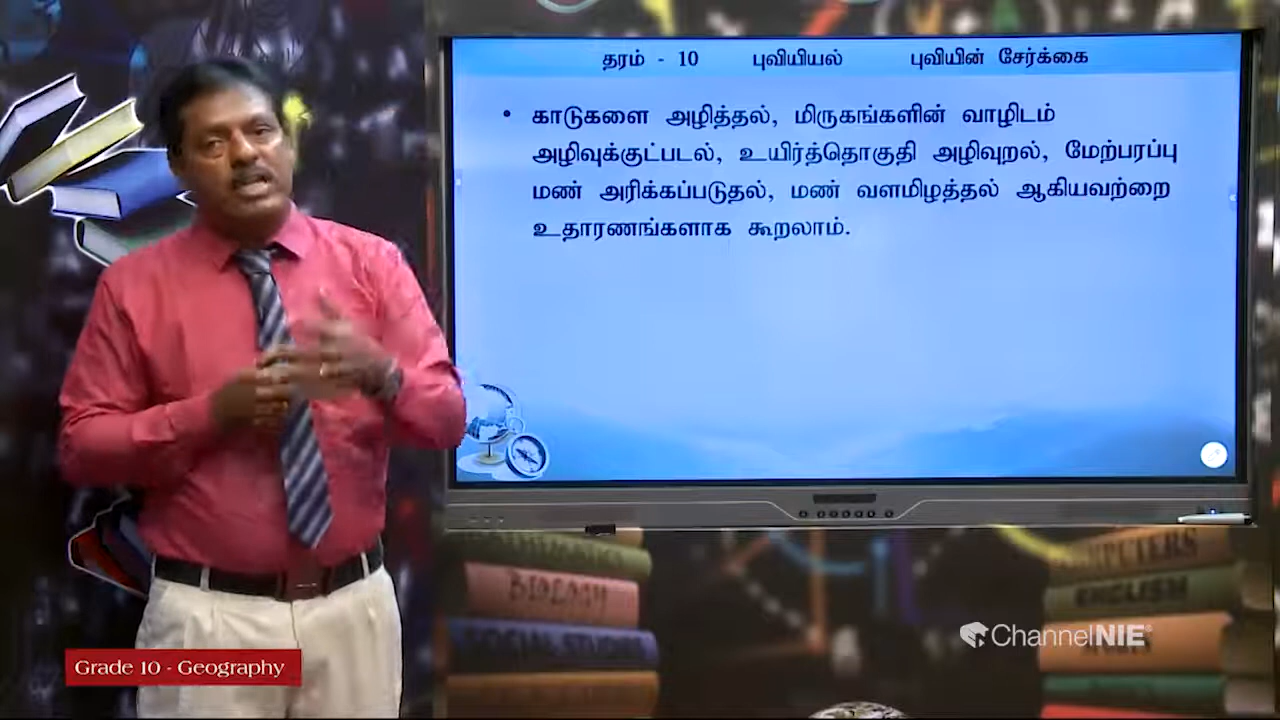 தரம் - 10 புவியியல் புவியின் சேர்க்கை
• காடுகளை அழித்தல், மிருகங்களின் வாழிடம்
அழிவுக்குட்படல், உயிர்த்தொகுதி அழிவுறல், மேற்பரப்பு
மண் அரிக்கப்படுதல், மண் வளமிழத்தல் ஆகியவற்றை
உதாரணங்களாக கூறலாம்.
BIOLOGY
SOCIAL STUDIES
COMPUTERS
ENGLISH
ChannelNIE
Grade 10 - Geography